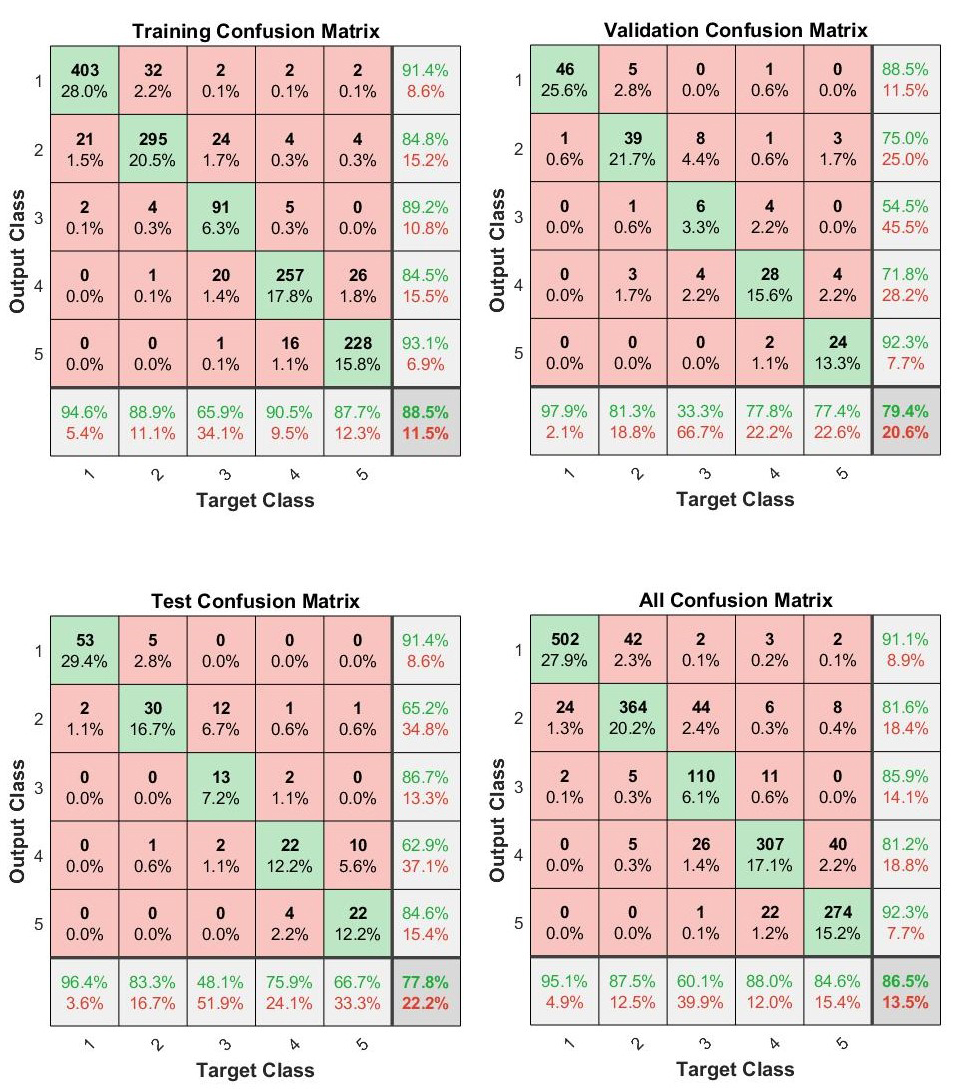 Training Confusion Matrix
403 32 2 2 2 91.4%
1 28.0% 2.2% 0.1% 0.1% 0.1% 8.6%
21 295 24 4 4 84.8%
2 1.5% 20.5% 1.7% 0.3% 0.3% 15.2%
2 4 91 5 0 89.2%
3 0.1% 0.3% 6.3% 0.3% 0.0% 10.8%
0 1 20 257 26 84.5%
4 0.0% 0.1% 1.4% 17.8% 1.8% 15.5%
0 0 1 16 228 93.1%
5 0.0% 0.0% 0.1% 1.1% 15.8% 6.9%
94.6% 88.9% 65.9% 90.5% 87.7% 88.5%
5.4% 11.1% 34.1% 9.5% 12.3% 11.5%
1 2 3 4 5
Target Class
Output Class
Validation Confusion Matrix
46 5 0 1 0 88.5%
1 25.6% 2.8% 0.0% 0.6% 0.0% 11.5%
1 39 8 1 3 75.0%
2 0.6% 21.7% 4.4% 0.6% 1.7% 25.0%
0 1 6 4 0 54.5%
3 0.0% 0.6% 3.3% 2.2% 0.0% 45.5%
0 3 4 28 4 71.8%
4 0.0% 1.7% 2.2% 15.6% 2.2% 28.2%
0 0 0 2 24 92.3%
5 0.0% 0.0% 0.0% 1.1% 13.3% 7.7%
97.9% 81.3% 33.3% 77.8% 77.4% 79.4%
2.1% 18.8% 66.7% 22.2% 22.6% 20.6%
1 2 3 4 5
Target Class
Output Class
Test Confusion Matrix
53 5 0 0 0 91.4%
1 29.4% 2.8% 0.0% 0.0% 0.0% 8.6%
2 30 12 1 1 65.2%
2 1.1% 16.7% 6.7% 0.6% 0.6% 34.8%
0 0 13 2 0 86.7%
3 0.0% 0.0% 7.2% 1.1% 0.0% 13.3%
0 1 2 22 10 62.9%
4 0.0% 0.6% 1.1% 12.2% 5.6% 37.1%
0 0 0 4 22 84.6%
5 0.0% 0.0% 0.0% 2.2% 12.2% 15.4%
96.4% 83.3% 48.1% 75.9% 66.7% 77.8%
3.6% 16.7% 51.9% 24.1% 33.3% 22.2%
1 2 3 4 5
Target Class
Output Class
All Confusion Matrix
502 42 2 3 2 91.1%
1 27.9% 2.3% 0.1% 0.2% 0.1% 8.9%
24 364 44 6 8 81.6%
2 1.3% 20.2% 2.4% 0.3% 0.4% 18.4%
2 5 110 11 0 85.9%
3 0.1% 0.3% 6.1% 0.6% 0.0% 14.1%
0 5 26 307 40 81.2%
4 0.0% 0.3% 1.4% 17.1% 2.2% 18.8%
0 0 1 22 274 92.3%
5 0.0% 0.0% 0.1% 1.2% 15.2% 7.7%
95.1% 87.5% 60.1% 88.0% 84.6% 86.5%
4.9% 12.5% 39.9% 12.0% 15.4% 13.5%
1 2 3 4 5
Target Class
Output Class